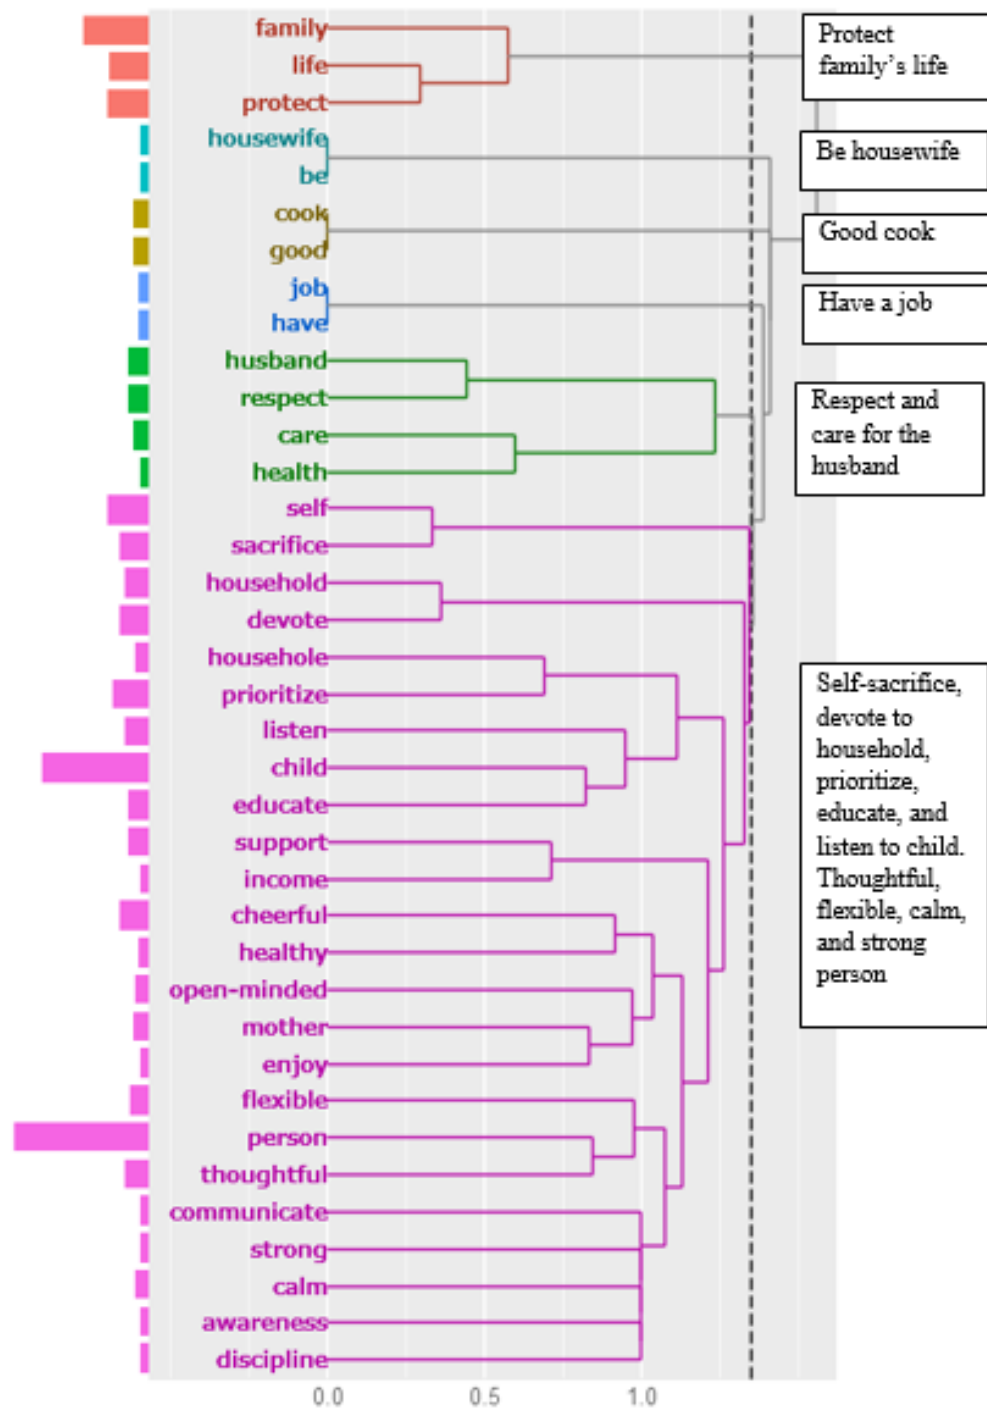 family
life
protect
housewife
be
cook
good
job
have
husband
respect
care
health
self
sacrifice
household
devote
househole
prioritize
listen
child
educate
support
income
cheerful
healthy
open-minded
mother
enjoy
flexible
person
thoughtful
communicate
strong
calm
awareness
discipline
0.0 0.5 1.0
Protect
family’s life
Be housewife
Good cook
Have a job
Respect and
care for the
husband
Self-sacrifice,
devote to
household,
prioritize,
educate, and
listen to child.
Thoughtful,
flexible, calm,
and strong
person